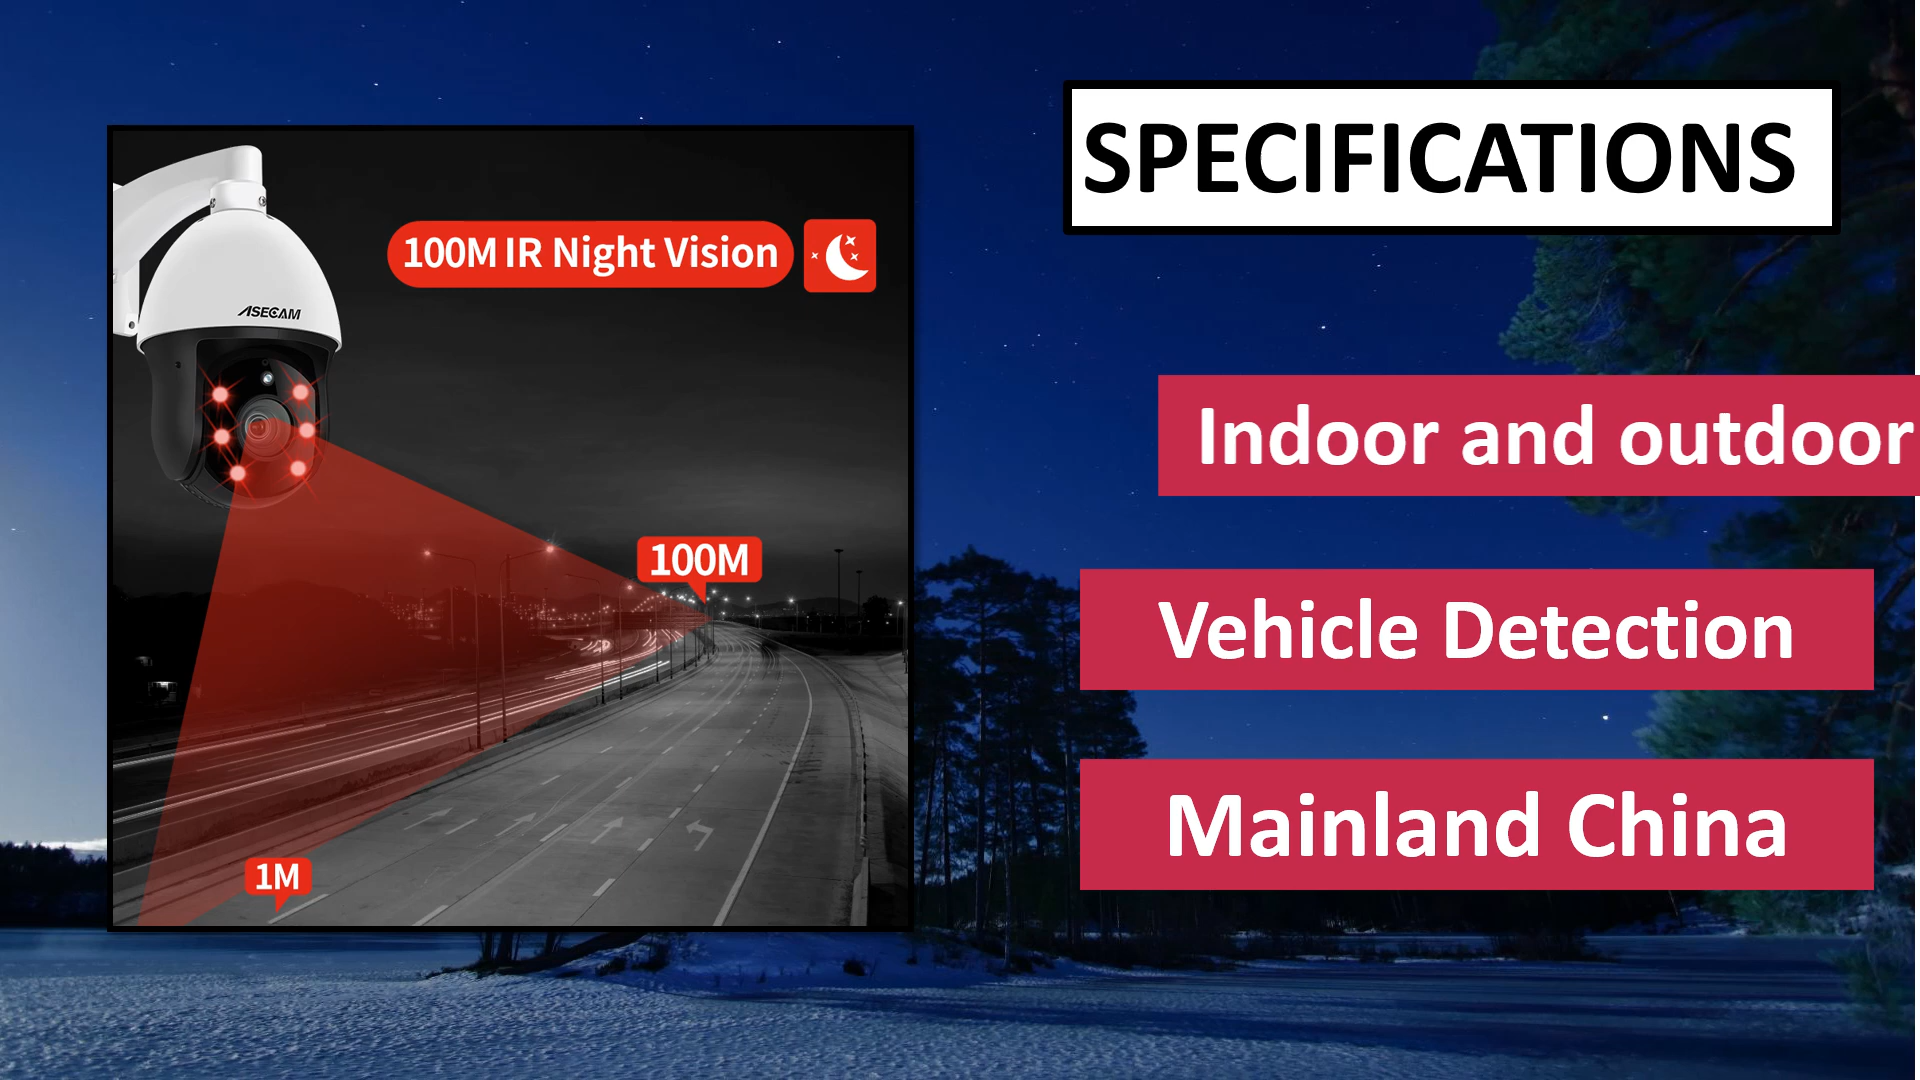 SPECIFICATIONS
100M IR Night Vision
ASECAM
Indoor and outdoor
100M
Vehicle Detection
Mainland China
1M